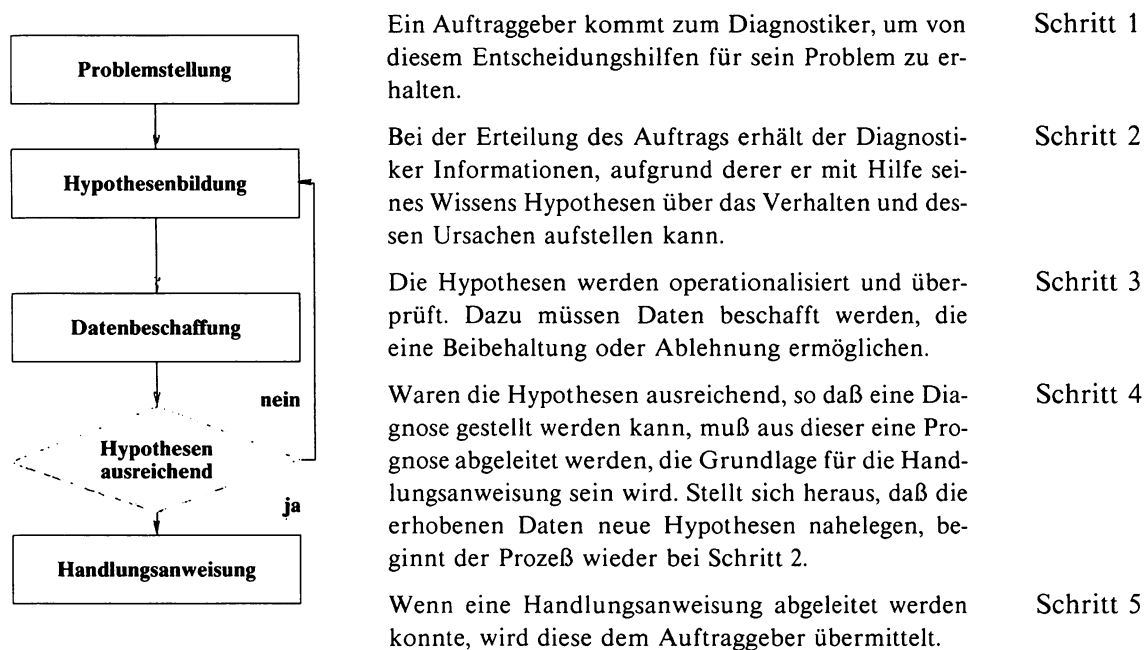 Problemstellung
Hypothesenbildung
Datenbeschaffung
nein
Hypothesen
ausreichend
ja
Handlungsanweisung
Ein Auftraggeber kommt zum Diagnostiker, um von
diesem Entscheidungshilfen für sein Problem zu er-
halten.
Schritt 1
Bei der Erteilung des Auftrags erhält der Diagnosti-
ker Informationen, aufgrund derer er mit Hilfe sei-
nes Wissens Hypothesen über das Verhalten und des-
sen Ursachen aufstellen kann.
Schritt 2
Die Hypothesen werden operationalisiert und über-
prüft. Dazu müssen Daten beschafft werden, die
eine Beibehaltung oder Ablehnung ermöglichen.
Schritt 3
Waren die Hypothesen ausreichend, so daß eine Dia-
gnose gestellt werden kann, muß aus dieser eine Pro-
gnose abgeleitet werden, die Grundlage für die Hand-
lungsanweisung sein wird. Stellt sich heraus, daß die
erhobenen Daten neue Hypothesen nahelegen, be-
ginnt der Prozeß wieder bei Schritt 2.
Schritt 4
Wenn eine Handlungsanweisung abgeleitet werden
konnte, wird diese dem Auftraggeber übermittelt.
Schritt 5